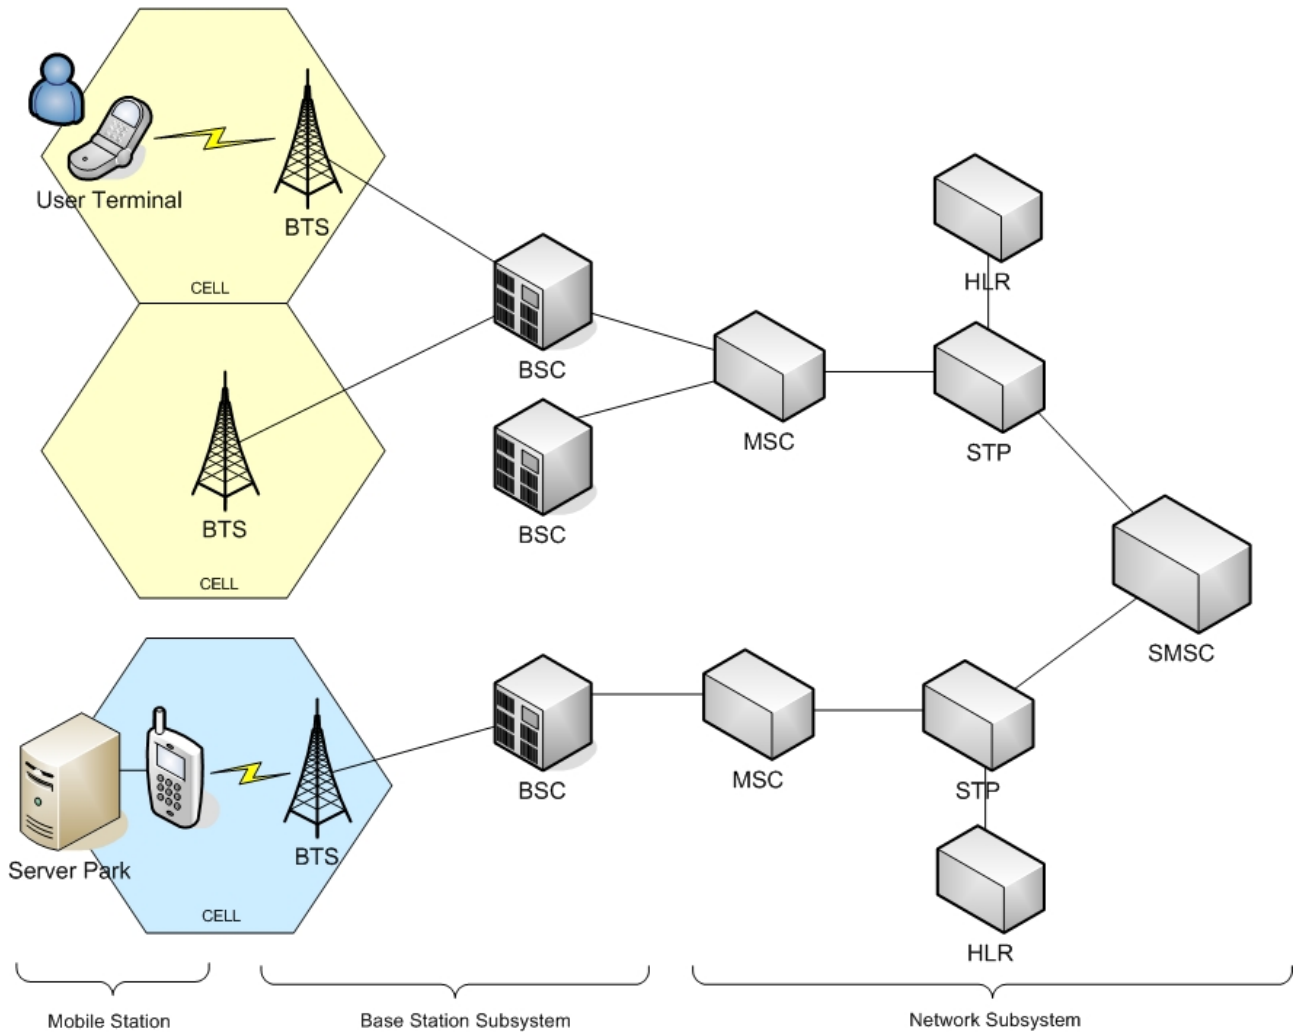 User Terminal
BTS
CELL
HLR
BSC
MSC
STP
BTS
BSC
CELL
SMSC
BSC
MSC
STP
BTS
Server Park
CELL
HLR
Mobile Station
Base Station Subsystem
Network Subsystem